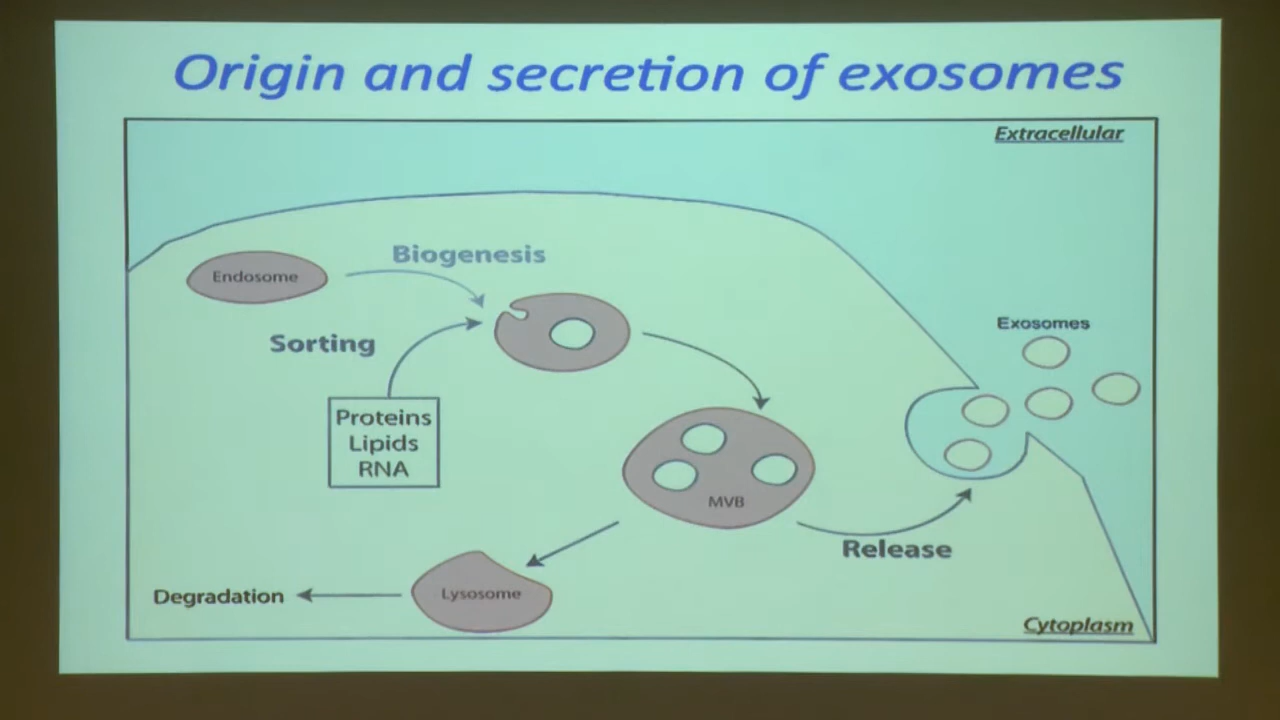 Origin and secretion of exosomes
Extracellular
Biogenesis
Endosome
Sorting
Exosomes
Proteins
Lipids
RNA
MVB
Release
Degradation
Lysosome
Cytoplasm